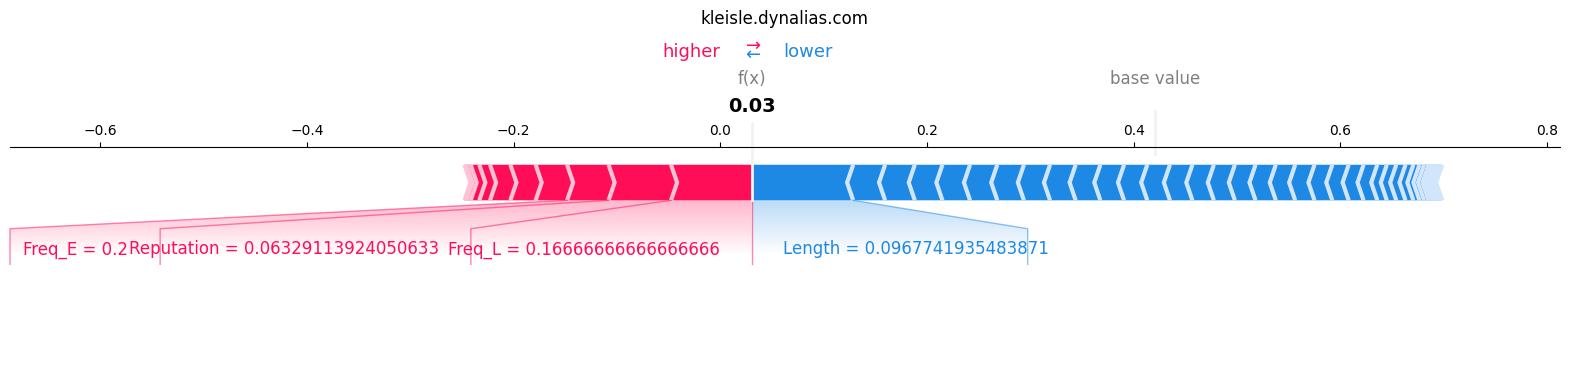 kleisle.dynalias.com
higher ⇄ lower
f(x) base value
0.03
−0.6 −0.4 −0.2 0.0 0.2 0.4 0.6 0.8
Freq_E = 0.2 Reputation = 0.06329113924050633 Freq_L = 0.16666666666666666 Length = 0.0967741935483871